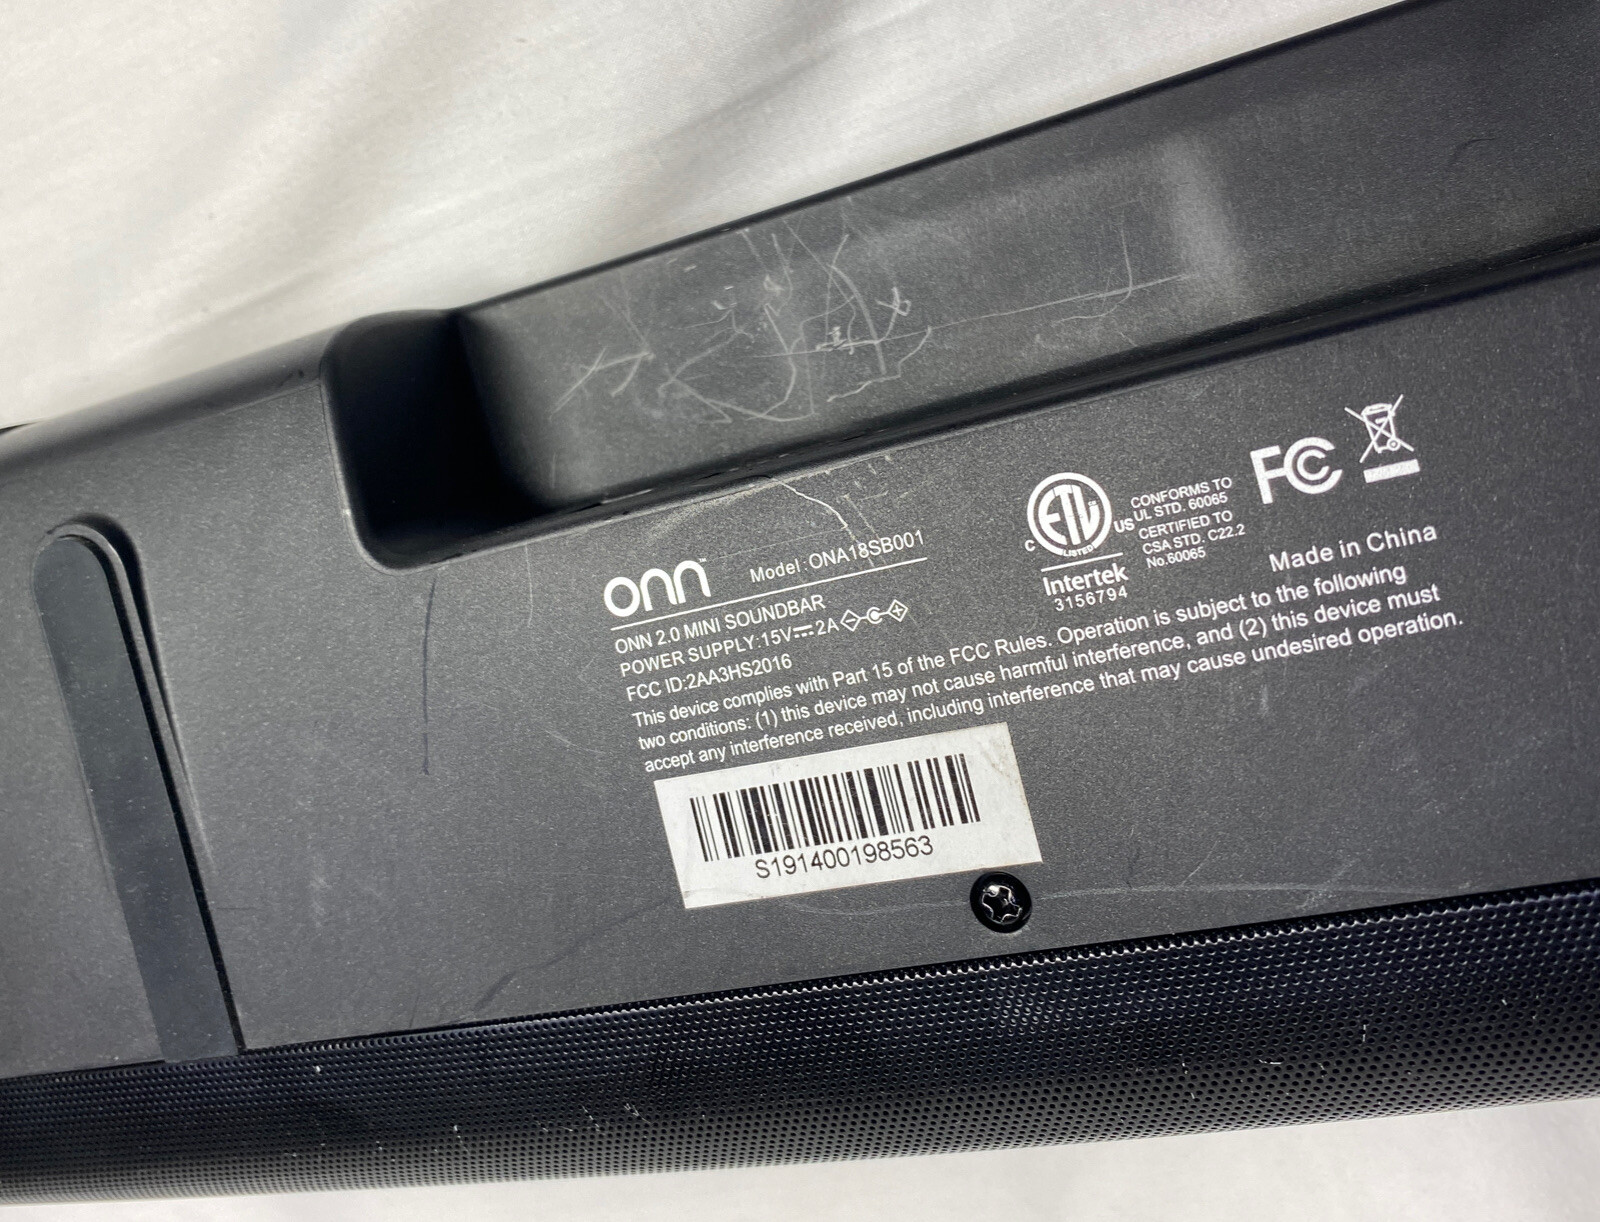 onn™ Model: ONA18SB001
ONN 2.0 MINI SOUNDBAR
POWER SUPPLY:15V⎓2A
FCC ID:2AA3HS2016
C ETL US
LISTED
Intertek
3156794
CONFORMS TO
UL STD. 60065
CERTIFIED TO
CSA STD. C22.2
No.60065
FC
Made in China
This device complies with Part 15 of the FCC Rules. Operation is subject to the following
two conditions: (1) this device may not cause harmful interference, and (2) this device must
accept any interference received, including interference that may cause undesired operation.
S191400198563